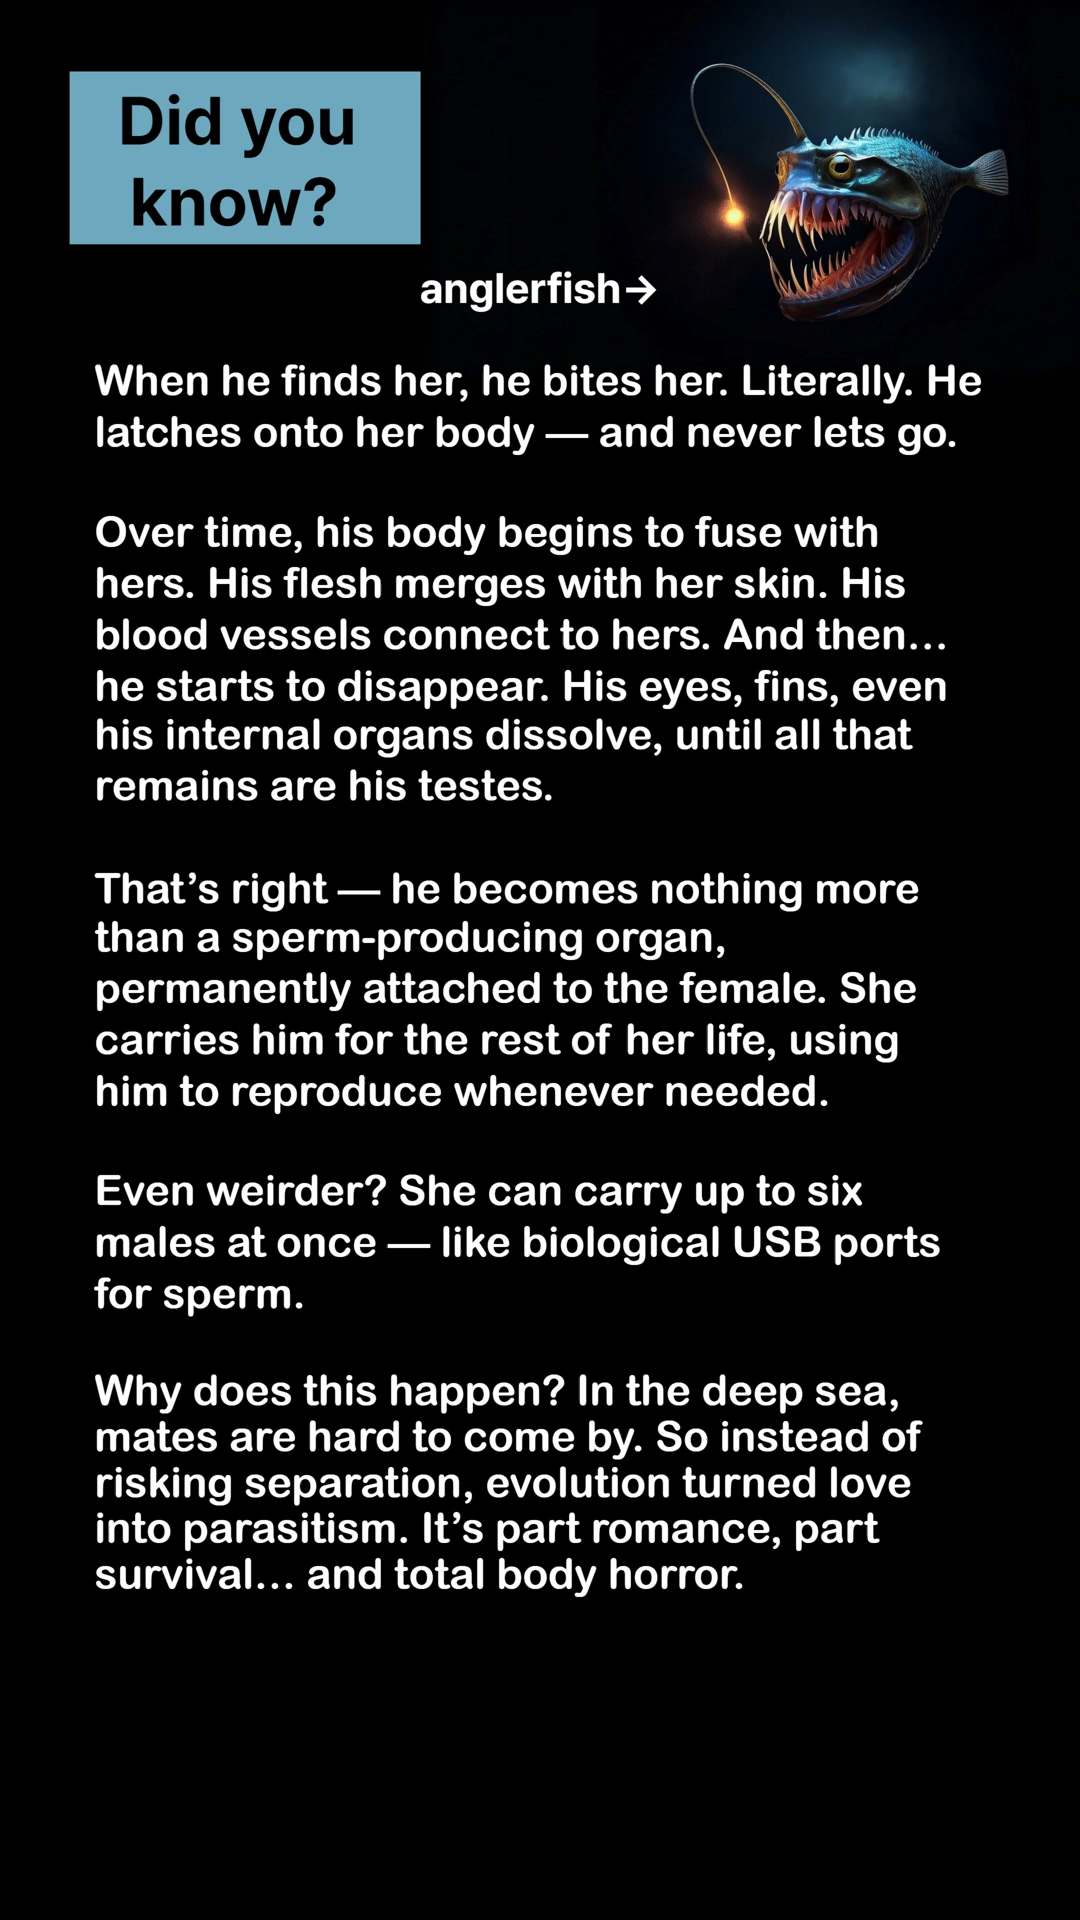 Did you
know?
anglerfish→
When he finds her, he bites her. Literally. He
latches onto her body — and never lets go.
Over time, his body begins to fuse with
hers. His flesh merges with her skin. His
blood vessels connect to hers. And then…
he starts to disappear. His eyes, fins, even
his internal organs dissolve, until all that
remains are his testes.
That’s right — he becomes nothing more
than a sperm-producing organ,
permanently attached to the female. She
carries him for the rest of her life, using
him to reproduce whenever needed.
Even weirder? She can carry up to six
males at once — like biological USB ports
for sperm.
Why does this happen? In the deep sea,
mates are hard to come by. So instead of
risking separation, evolution turned love
into parasitism. It’s part romance, part
survival… and total body horror.